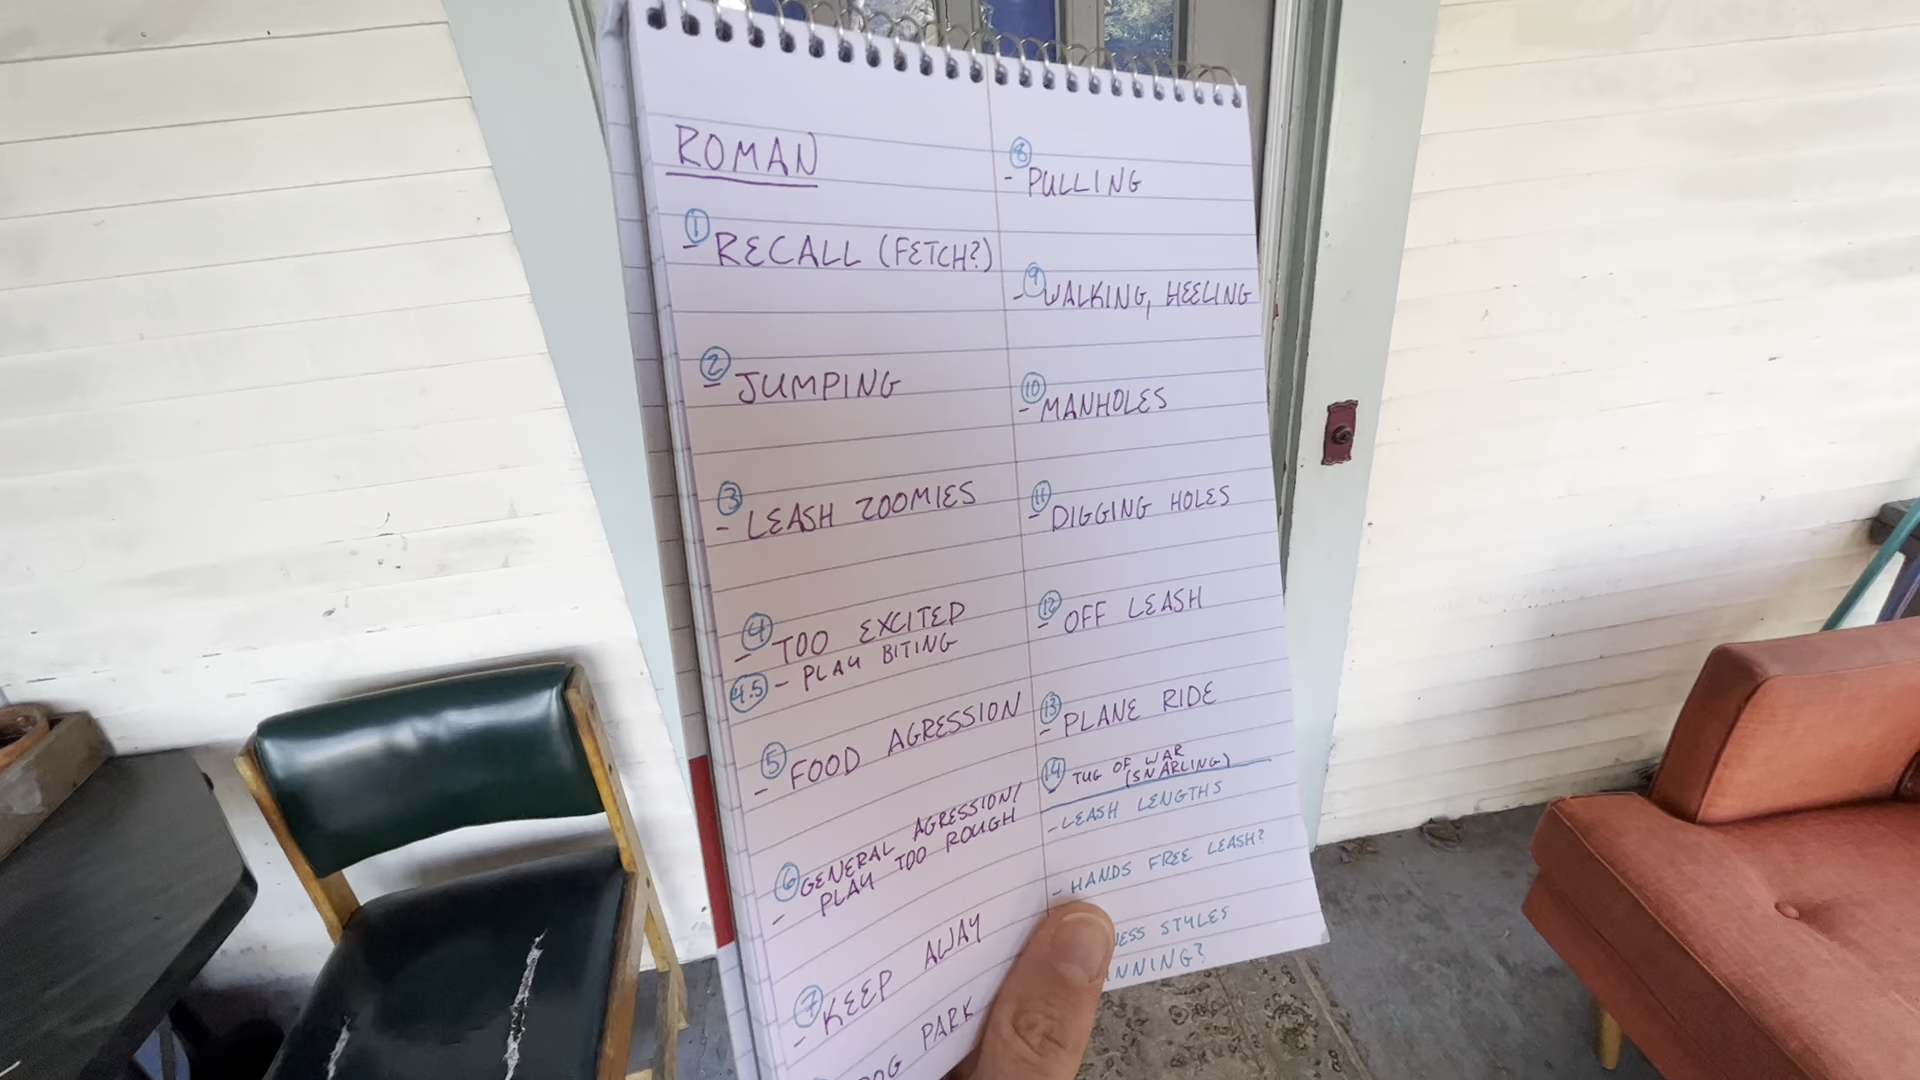 ROMAN
① - RECALL (FETCH?)
② - JUMPING
③ - LEASH ZOOMIES
④ - TOO EXCITED
4.5 - PLAY BITING
⑤ - FOOD AGRESSION
⑥ - GENERAL AGRESSION/
PLAY TOO ROUGH
⑦ - KEEP AWAY
PARK
⑧ - PULLING
⑨ - WALKING, HEELING
⑩ - MANHOLES
⑪ - DIGGING HOLES
⑫ - OFF LEASH
⑬ - PLANE RIDE
⑭ - TUG OF WAR
(SNARLING)
- LEASH LENGTHS
- HANDS FREE LEASH?
STYLES